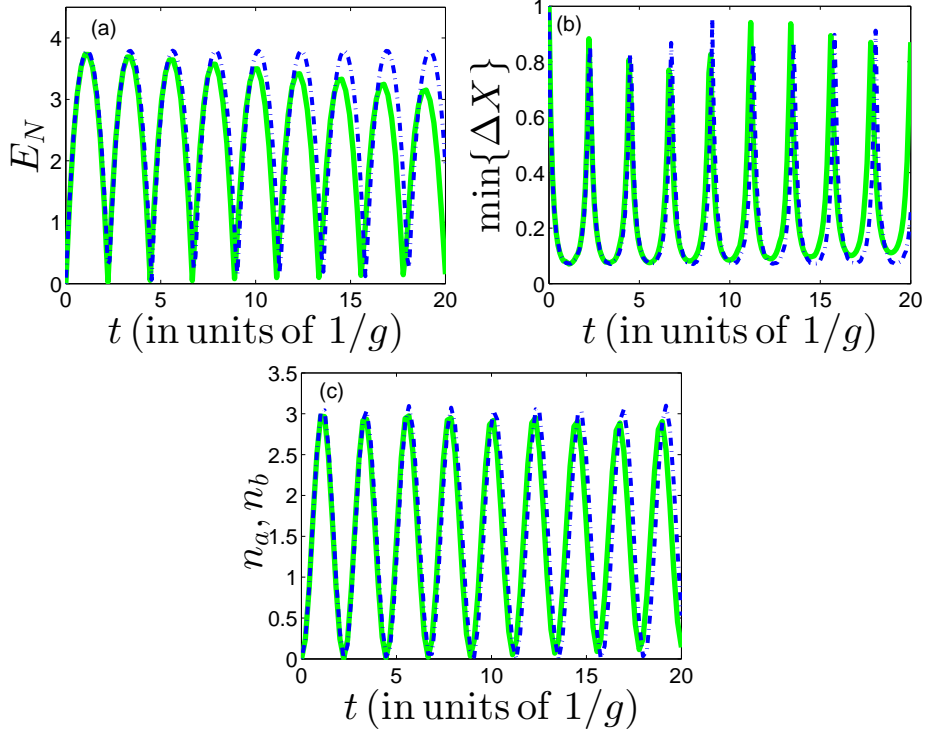 (a)
4
3
2
1
0
E_N
0 5 10 15 20
t (in units of 1/g)
(b)
1
0.8
0.6
0.4
0.2
0
min{ΔX}
0 5 10 15 20
t (in units of 1/g)
(c)
3.5
3
2.5
2
1.5
1
0.5
0
n_a, n_b
0 5 10 15 20
t (in units of 1/g)